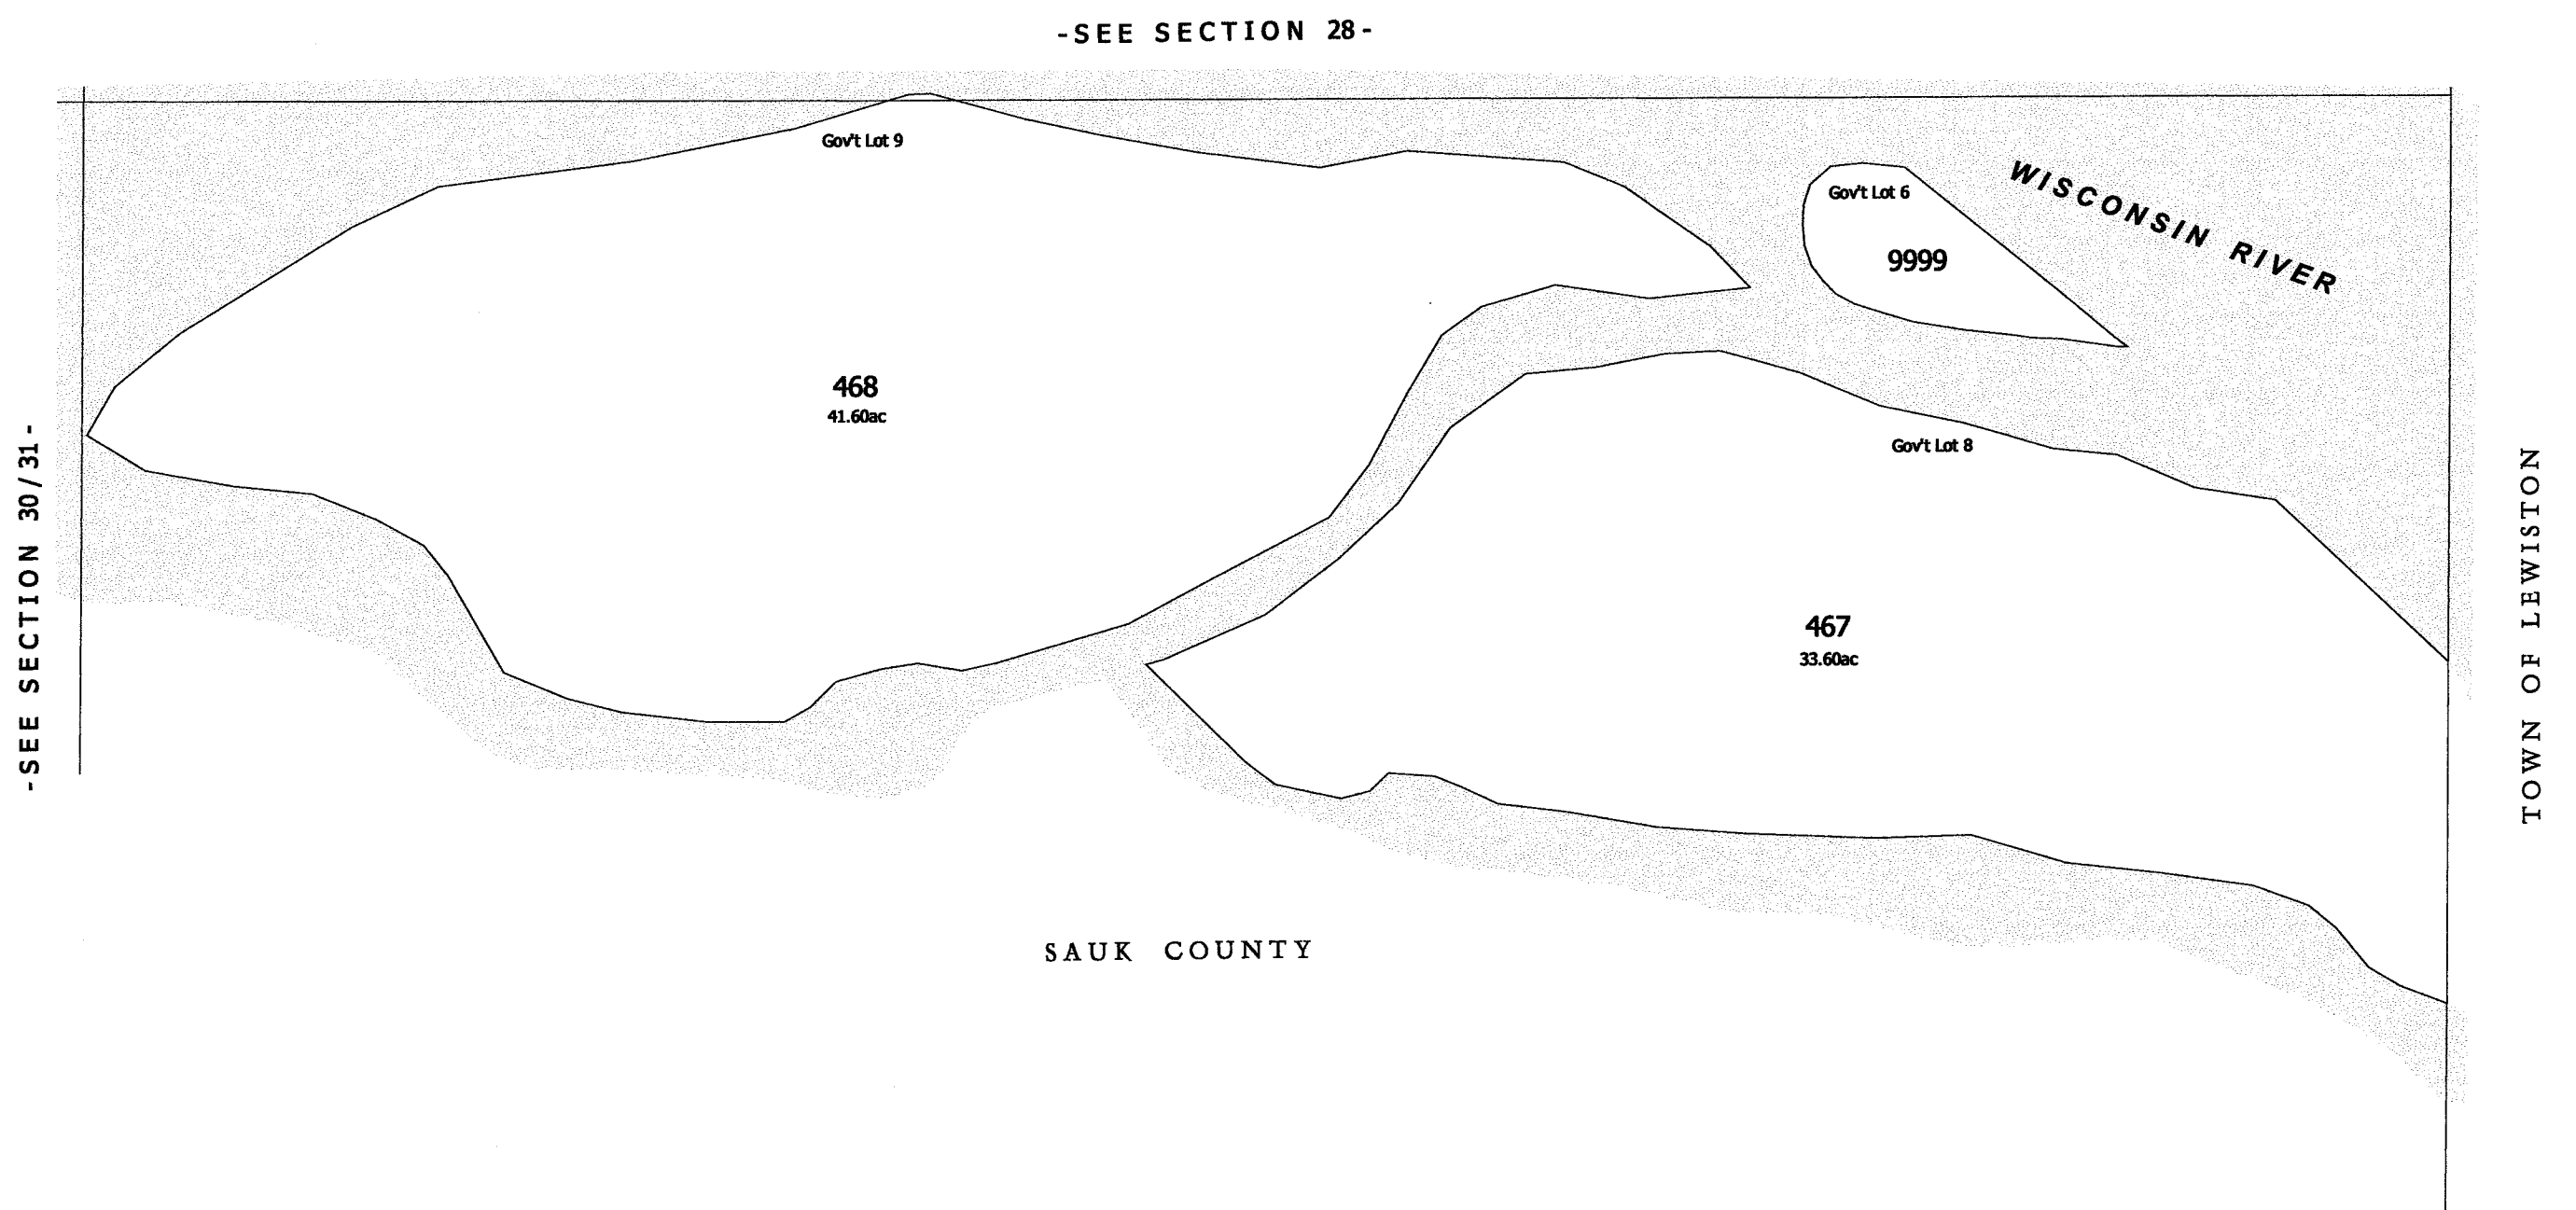 -SEE SECTION 28-
Gov't Lot 9
Gov't Lot 6
9999
WISCONSIN RIVER
468
41.60ac
Gov't Lot 8
467
33.60ac
-SEE SECTION 30/31-
TOWN OF LEWISTON
SAUK COUNTY